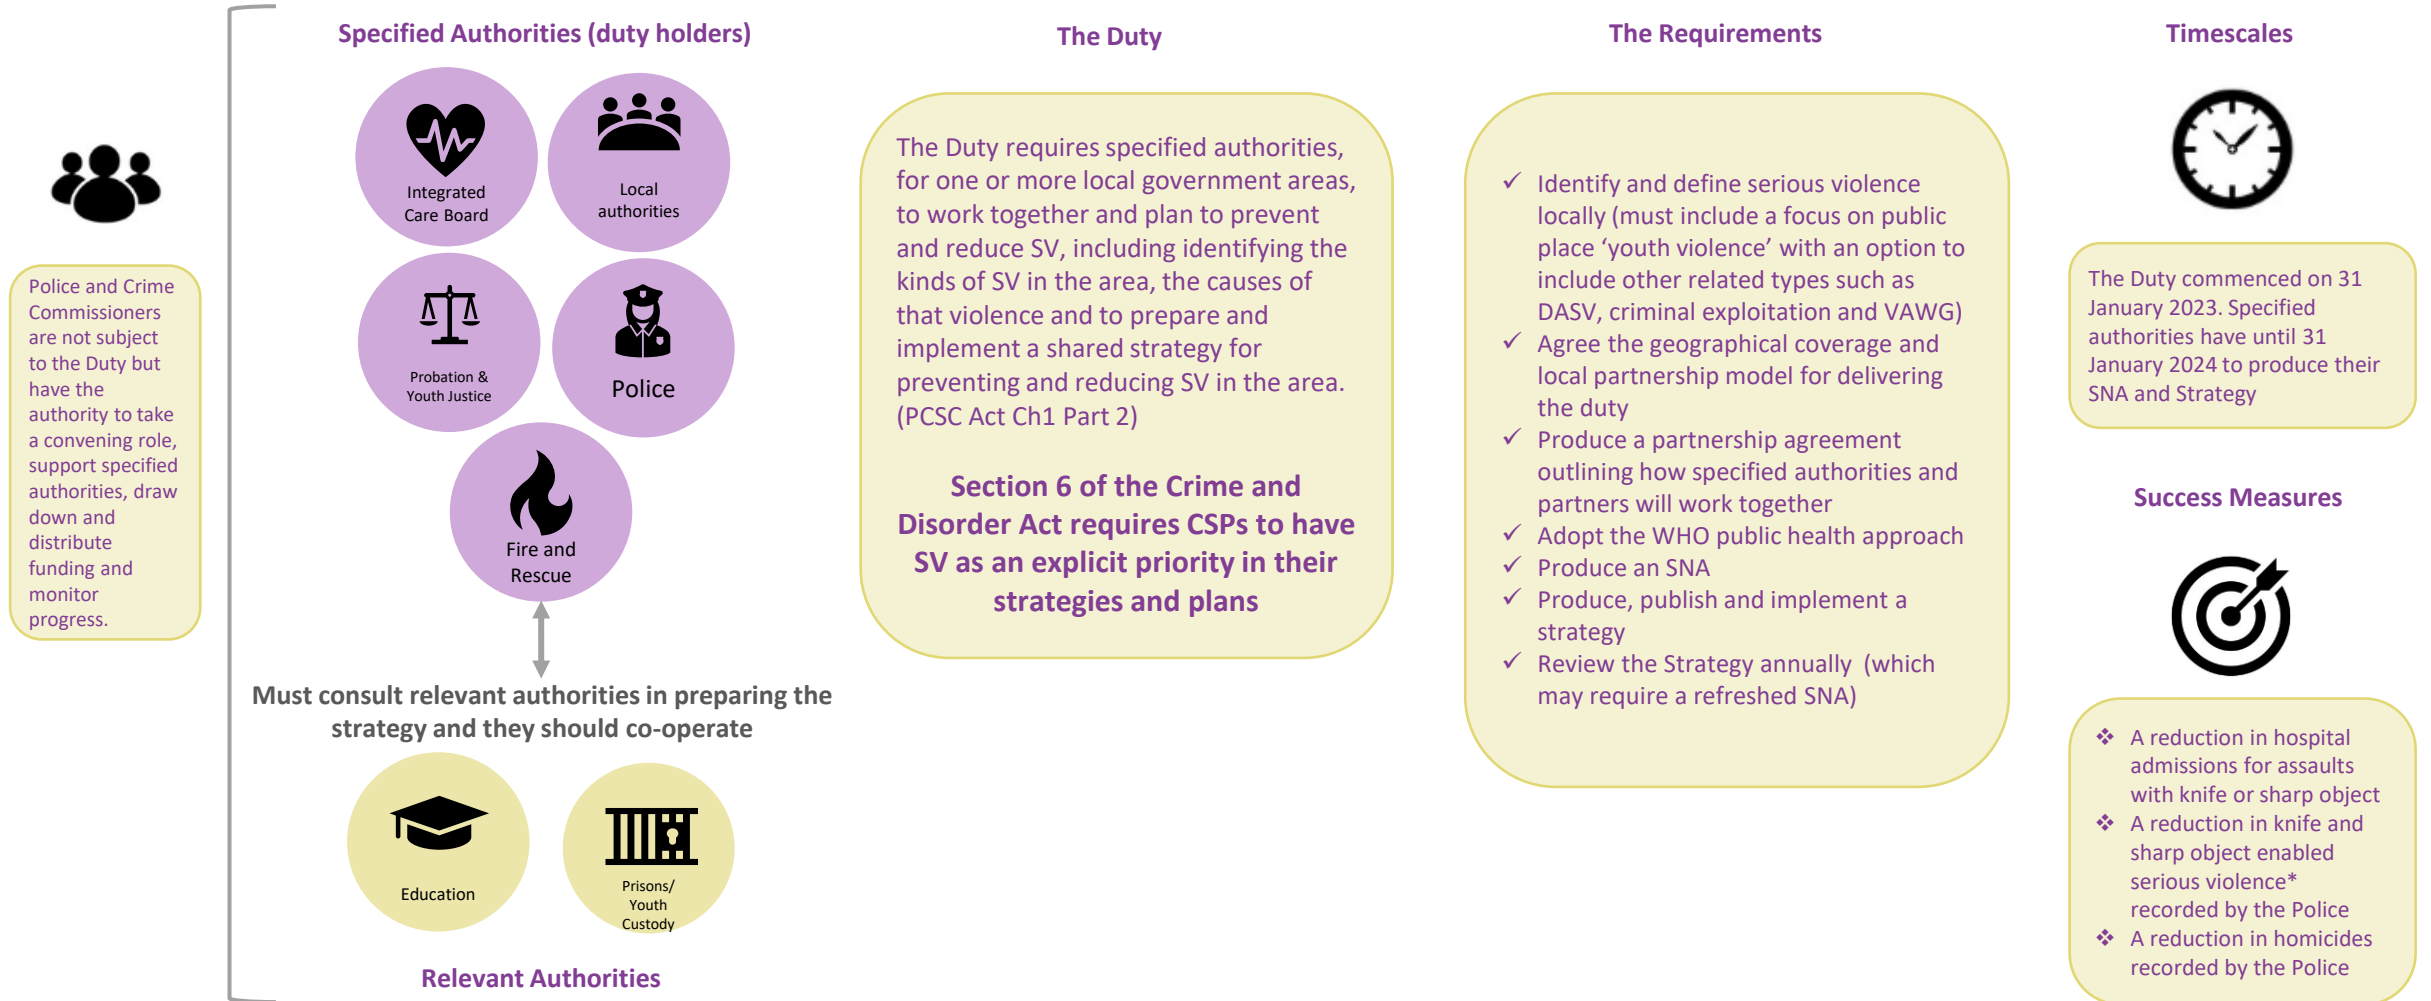 Police and Crime
Commissioners
are not subject
to the Duty but
have the
authority to take
a convening role,
support specified
authorities, draw
down and
distribute
funding and
monitor
progress.
Specified Authorities (duty holders)
Integrated
Care Board
Local
authorities
Probation &
Youth Justice
Police
Fire and
Rescue
Must consult relevant authorities in preparing the
strategy and they should co-operate
Education
Prisons/
Youth
Custody
Relevant Authorities
The Duty
The Duty requires specified authorities,
for one or more local government areas,
to work together and plan to prevent
and reduce SV, including identifying the
kinds of SV in the area, the causes of
that violence and to prepare and
implement a shared strategy for
preventing and reducing SV in the area.
(PCSC Act Ch1 Part 2)
Section 6 of the Crime and
Disorder Act requires CSPs to have
SV as an explicit priority in their
strategies and plans
The Requirements
✓ Identify and define serious violence
locally (must include a focus on public
place ‘youth violence’ with an option to
include other related types such as
DASV, criminal exploitation and VAWG)
✓ Agree the geographical coverage and
local partnership model for delivering
the duty
✓ Produce a partnership agreement
outlining how specified authorities and
partners will work together
✓ Adopt the WHO public health approach
✓ Produce an SNA
✓ Produce, publish and implement a
strategy
✓ Review the Strategy annually (which
may require a refreshed SNA)
Timescales
The Duty commenced on 31
January 2023. Specified
authorities have until 31
January 2024 to produce their
SNA and Strategy
Success Measures
❖ A reduction in hospital
admissions for assaults
with knife or sharp object
❖ A reduction in knife and
sharp object enabled
serious violence*
recorded by the Police
❖ A reduction in homicides
recorded by the Police